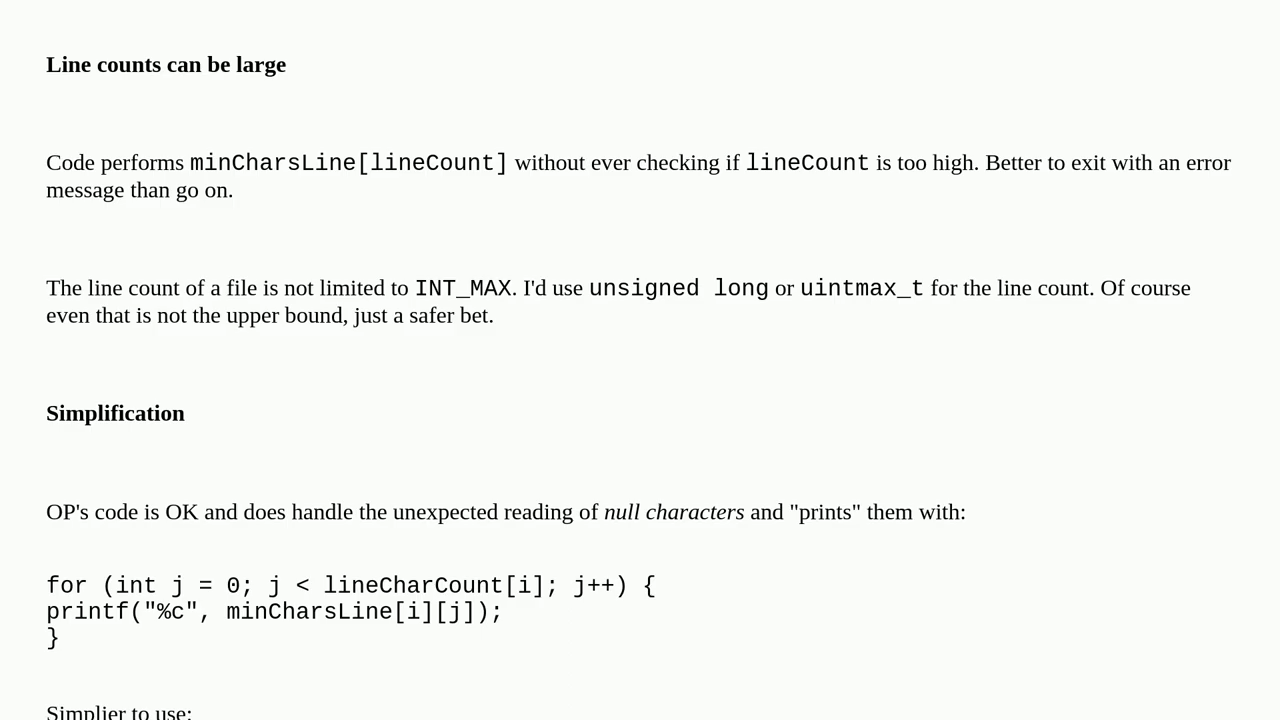 Line counts can be large
Code performs minCharsLine[lineCount] without ever checking if lineCount is too high. Better to exit with an error
message than go on.
The line count of a file is not limited to INT_MAX. I'd use unsigned long or uintmax_t for the line count. Of course
even that is not the upper bound, just a safer bet.
Simplification
OP's code is OK and does handle the unexpected reading of null characters and "prints" them with:
for (int j = 0; j < lineCharCount[i]; j++) {
printf("%c", minCharsLine[i][j]);
}
Simplier to use: